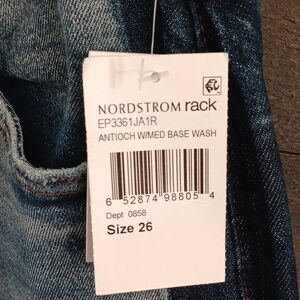 NORDSTROM rack
EP3361JA1R
ANTIOCH W/MED BASE WASH
6 52874 98805 4
Dept 0858
Size 26